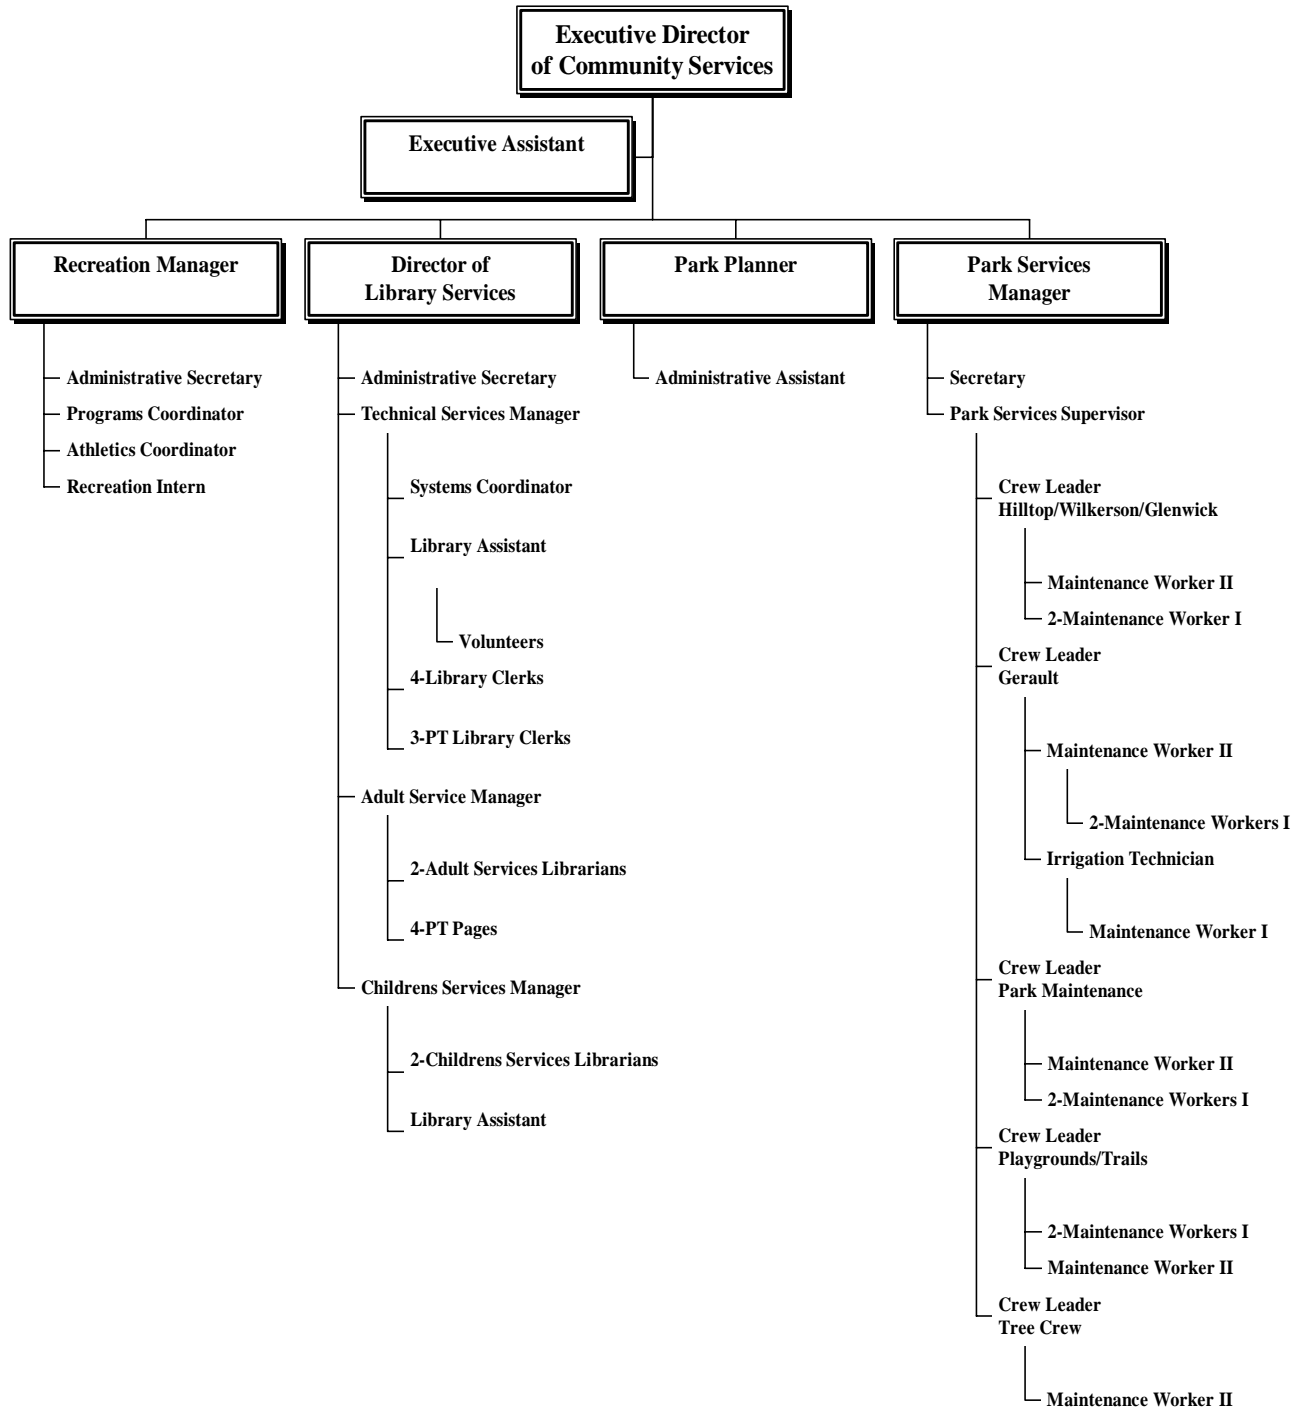 Executive Director
of Community Services
Executive Assistant
Recreation Manager
Director of
Library Services
Park Planner
Park Services
Manager
Administrative Secretary
Programs Coordinator
Athletics Coordinator
Recreation Intern
Administrative Secretary
Technical Services Manager
Systems Coordinator
Library Assistant
Volunteers
4-Library Clerks
3-PT Library Clerks
Adult Service Manager
2-Adult Services Librarians
4-PT Pages
Childrens Services Manager
2-Childrens Services Librarians
Library Assistant
Administrative Assistant
Secretary
Park Services Supervisor
Crew Leader
Hilltop/Wilkerson/Glenwick
Maintenance Worker II
2-Maintenance Worker I
Crew Leader
Gerault
Maintenance Worker II
2-Maintenance Workers I
Irrigation Technician
Maintenance Worker I
Crew Leader
Park Maintenance
Maintenance Worker II
2-Maintenance Workers I
Crew Leader
Playgrounds/Trails
2-Maintenance Workers I
Maintenance Worker II
Crew Leader
Tree Crew
Maintenance Worker II